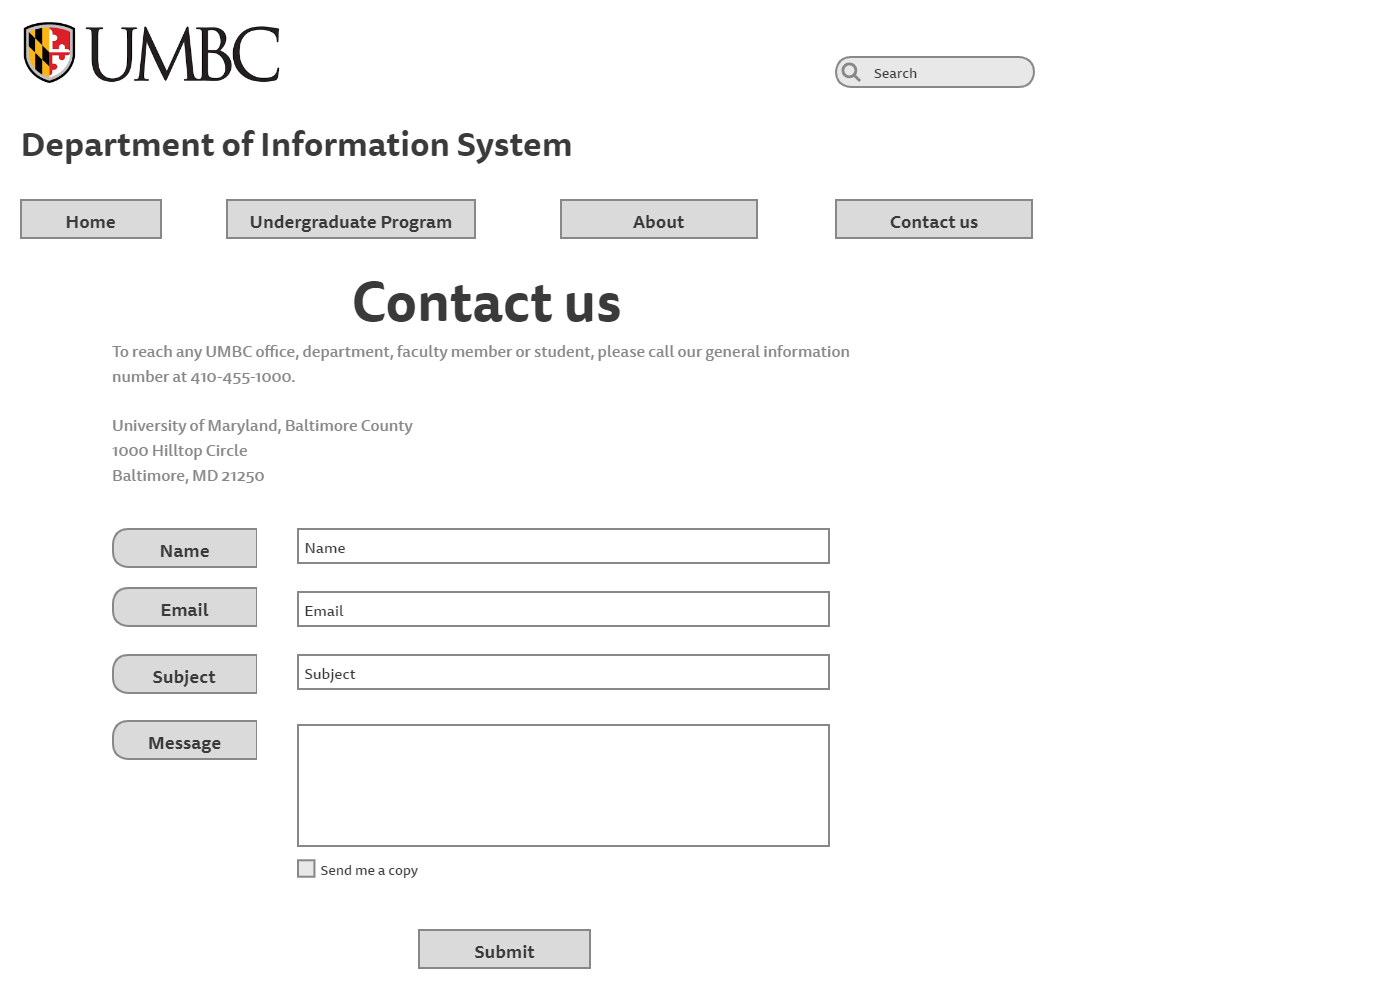 UMBC
Search
Department of Information System
Home
Undergraduate Program
About
Contact us
Contact us
To reach any UMBC office, department, faculty member or student, please call our general information
number at 410-455-1000.
University of Maryland, Baltimore County
1000 Hilltop Circle
Baltimore, MD 21250
Name
Name
Email
Email
Subject
Subject
Message
Send me a copy
Submit